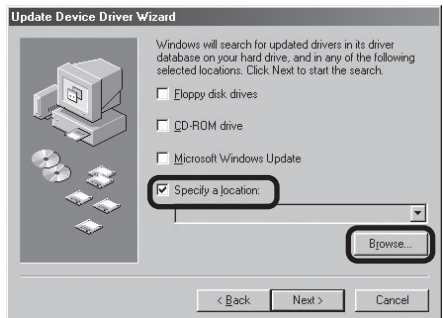 Update Device Driver Wizard
Windows will search for updated drivers in its driver
database on your hard drive, and in any of the following
selected locations. Click Next to start the search.
Floppy disk drives
CD-ROM drive
Microsoft Windows Update
Specify a location:
Browse...
< Back
Next >
Cancel